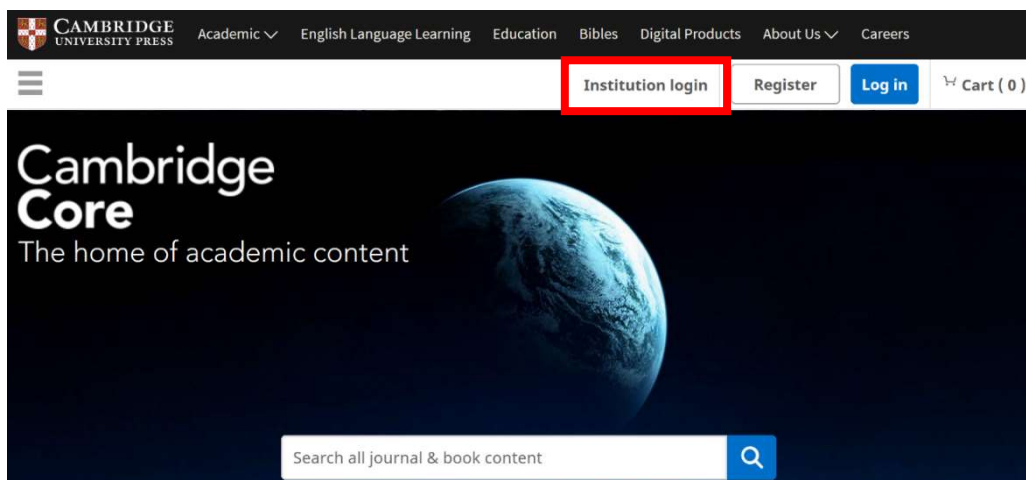 CAMBRIDGE
UNIVERSITY PRESS
Academic English Language Learning Education Bibles Digital Products About Us Careers
Institution login Register Log in Cart ( 0 )
Cambridge
Core
The home of academic content
Search all journal & book content